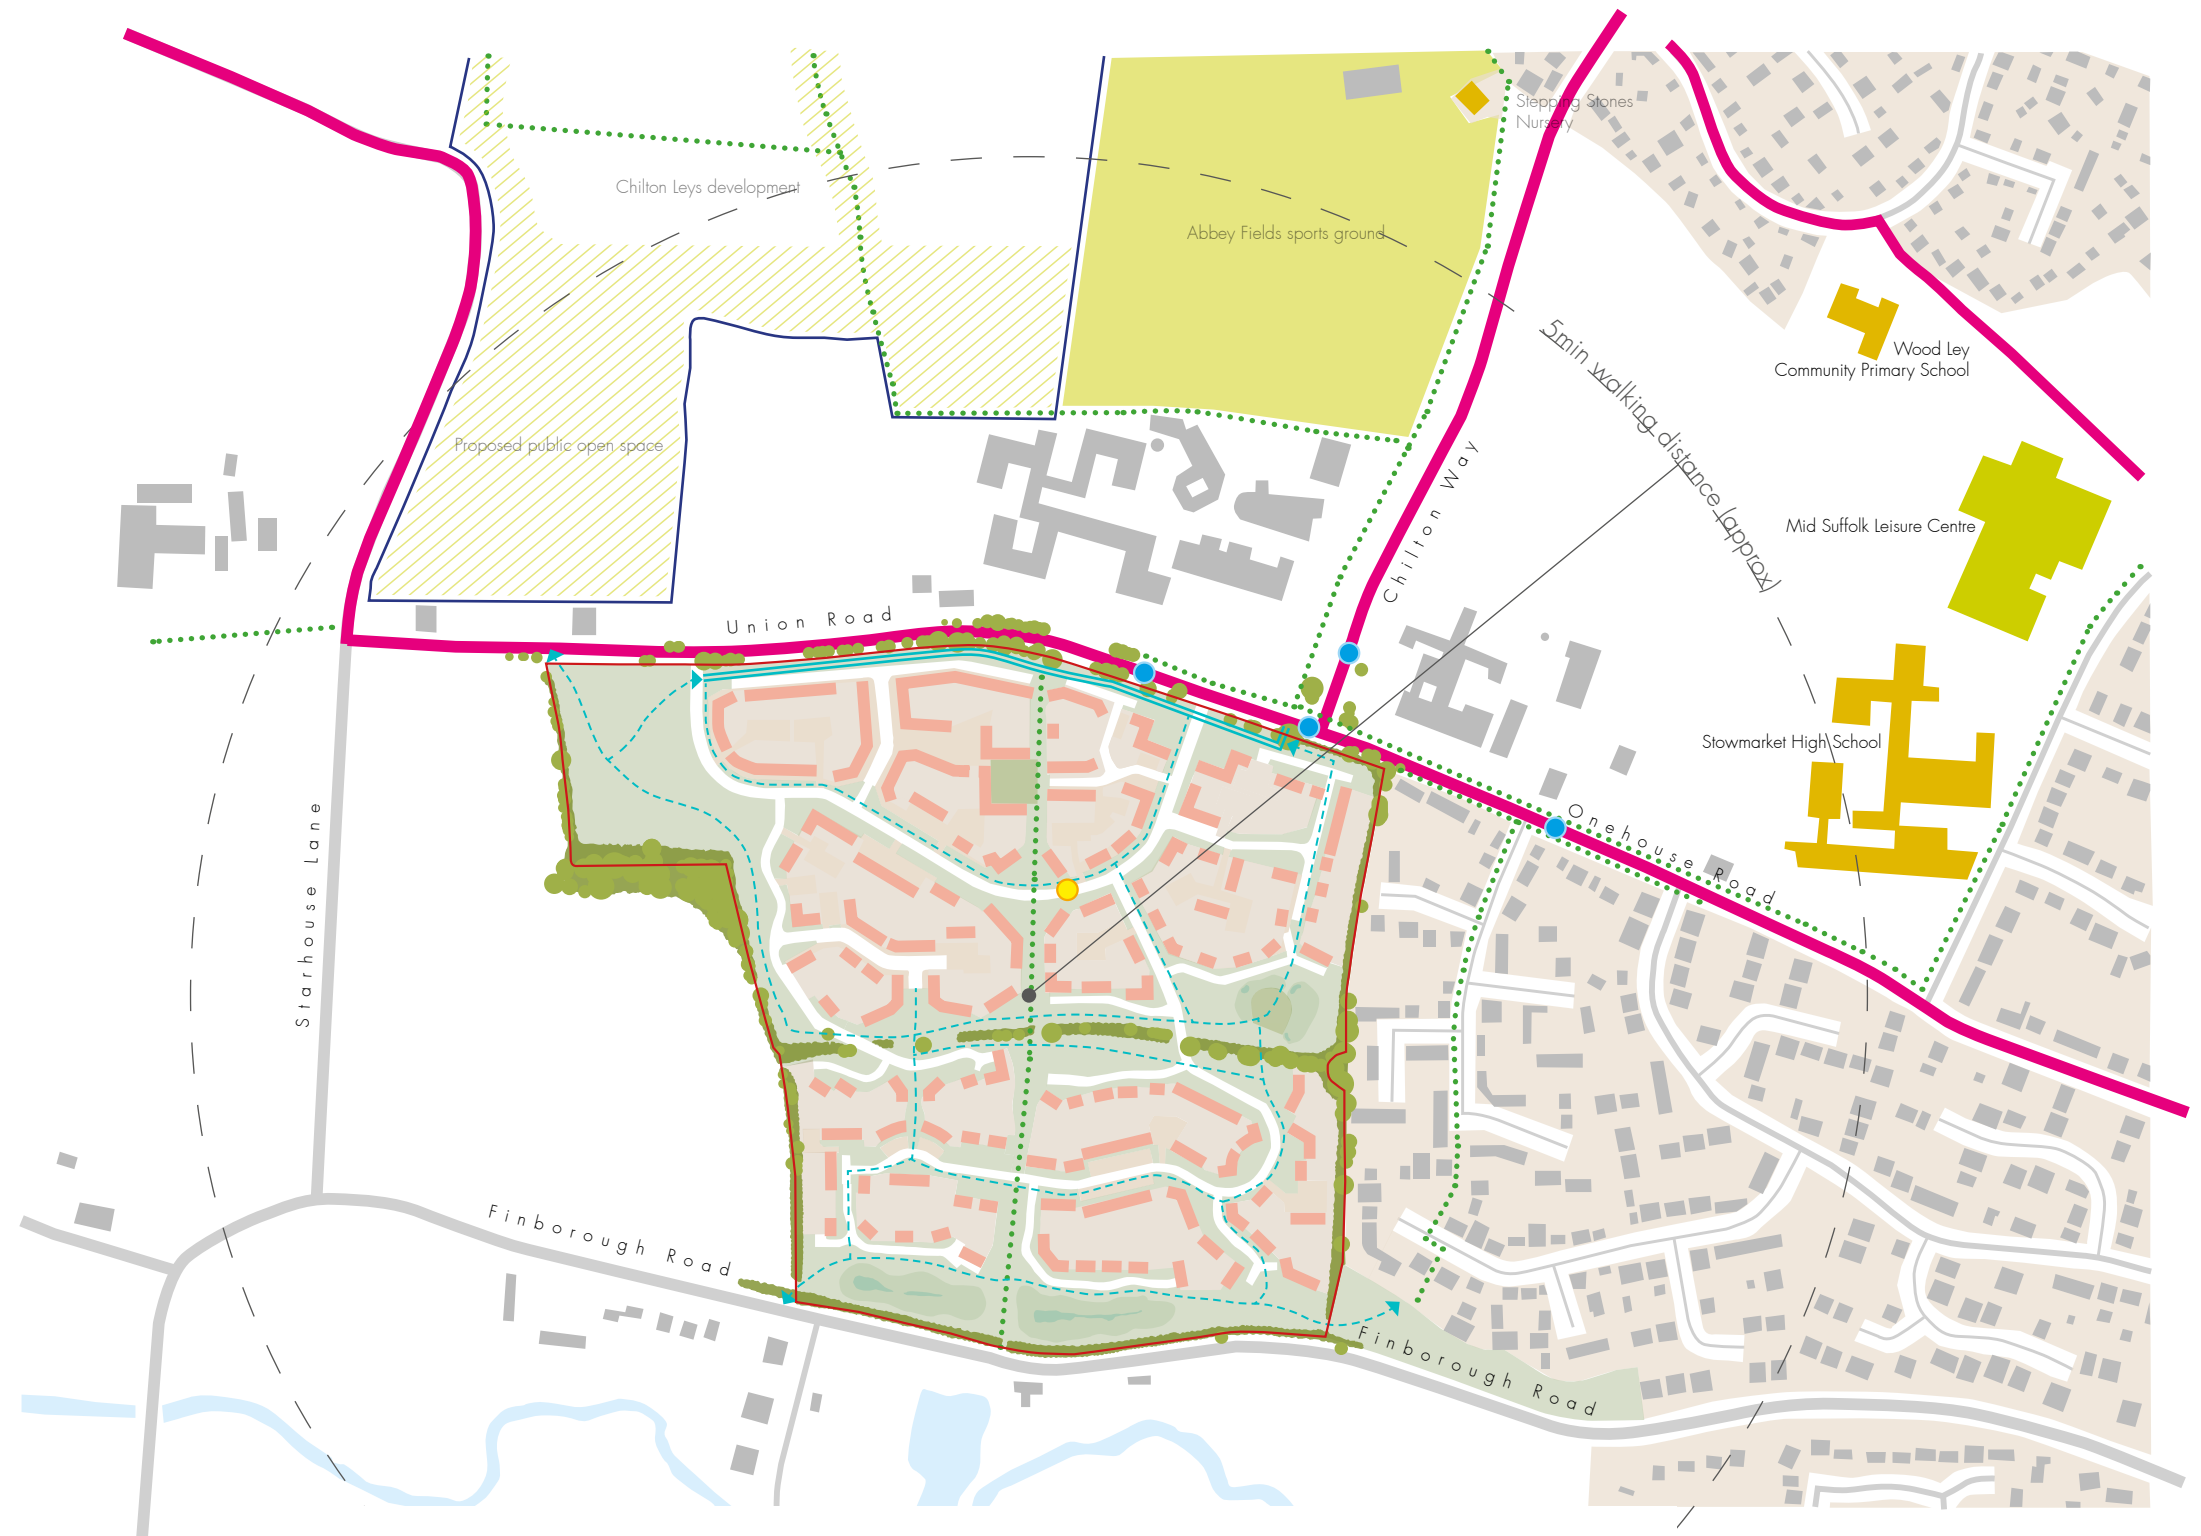 Stepping Stones
Nursery
Chilton Leys development
Abbey Fields sports ground
5min walking distance (approx)
Wood Ley
Community Primary School
Proposed public open space
Chilton Way
Mid Suffolk Leisure Centre
Union Road
Stowmarket High School
Onehouse Road
Starhouse Lane
Finborough Road
Finborough Road